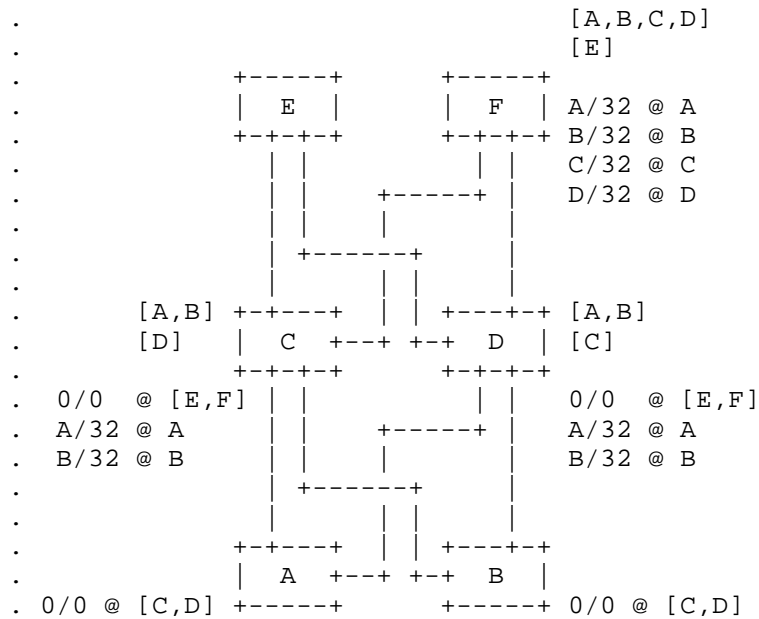 .                                  [A,B,C,D]
.                                  [E]
.             +-----+      +-----+
.             |  E  |      |  F  | A/32 @ A
.             +-+-+-+      +-+-+-+ B/32 @ B
.               | |          | |   C/32 @ C
.               | |    +-----+ |   D/32 @ D
.               | |    |       |
.               | +------+     |
.               |      | |     |
.       [A,B] +-+---+  | | +---+-+ [A,B]
.       [D]   |  C  +--+ +-+  D  | [C]
.             +-+-+-+      +-+-+-+
.  0/0  @ [E,F] | |          | |   0/0  @ [E,F]
.  A/32 @ A     | |    +-----+ |   A/32 @ A
.  B/32 @ B     | |    |       |   B/32 @ B
.               | +------+     |
.               |      | |     |
.             +-+---+  | | +---+-+
.             |  A  +--+ +-+  B  |
. 0/0 @ [C,D] +-----+      +-----+ 0/0 @ [C,D]